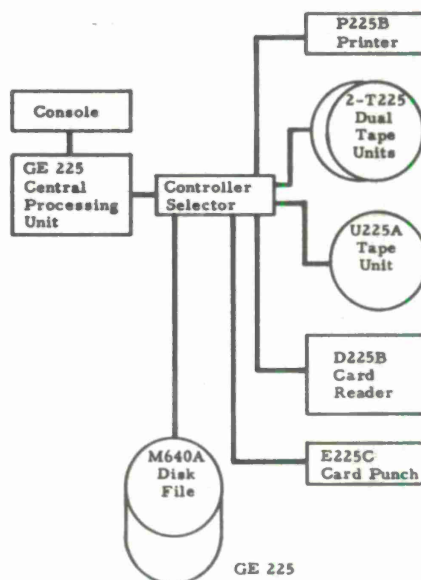 P225B
Printer
Console
2-T225
Dual
Tape
Units
GE 225
Central
Processing
Unit
Controller
Selector
U225A
Tape
Unit
D225B
Card
Reader
M640A
Disk
File
E225C
Card Punch
GE 225